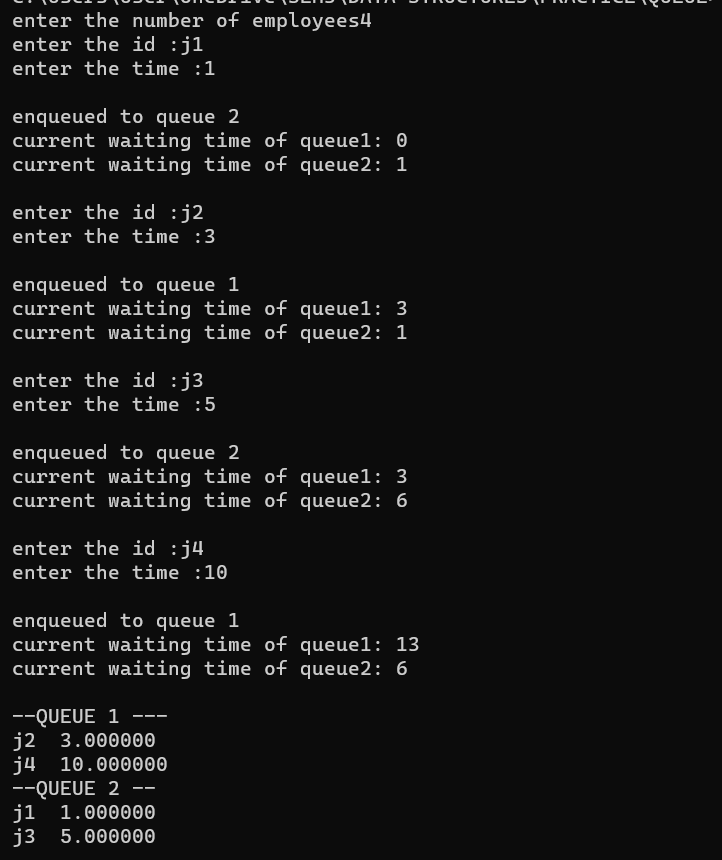 enter the number of employees4
enter the id :j1
enter the time :1
enqueued to queue 2
current waiting time of queue1: 0
current waiting time of queue2: 1
enter the id :j2
enter the time :3
enqueued to queue 1
current waiting time of queue1: 3
current waiting time of queue2: 1
enter the id :j3
enter the time :5
enqueued to queue 2
current waiting time of queue1: 3
current waiting time of queue2: 6
enter the id :j4
enter the time :10
enqueued to queue 1
current waiting time of queue1: 13
current waiting time of queue2: 6
--QUEUE 1 ---
j2  3.000000
j4  10.000000
--QUEUE 2 --
j1  1.000000
j3  5.000000